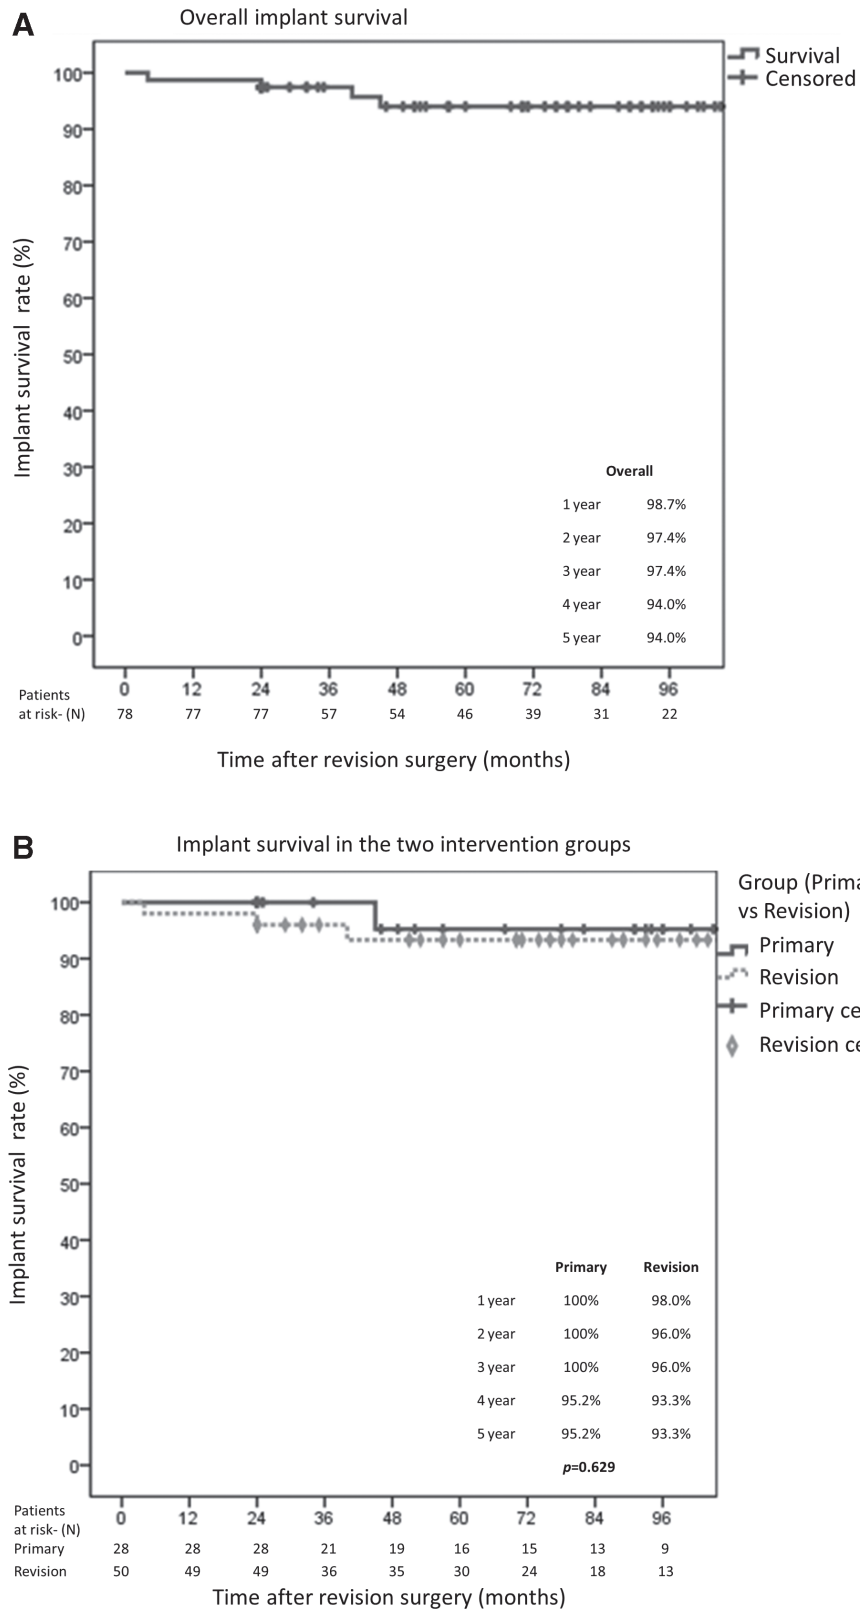 A
Overall implant survival
Survival
Censored
Implant survival rate (%)
100
90
80
70
60
50
40
30
20
10
0
Overall
1 year 98.7%
2 year 97.4%
3 year 97.4%
4 year 94.0%
5 year 94.0%
0 12 24 36 48 60 72 84 96
Patients
at risk- (N) 78 77 77 57 54 46 39 31 22
Time after revision surgery (months)
B
Implant survival in the two intervention groups
Group (Prima
vs Revision)
Primary
Revision
Primary ce
Revision ce
Implant survival rate (%)
100
90
80
70
60
50
40
30
20
10
0
Primary Revision
1 year 100% 98.0%
2 year 100% 96.0%
3 year 100% 96.0%
4 year 95.2% 93.3%
5 year 95.2% 93.3%
p=0.629
0 12 24 36 48 60 72 84 96
Patients
at risk- (N)
Primary 28 28 28 21 19 16 15 13 9
Revision 50 49 49 36 35 30 24 18 13
Time after revision surgery (months)